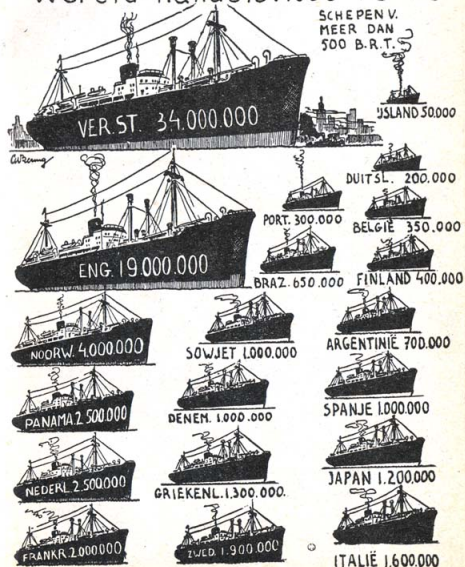 SCHEPEN V.
MEER DAN
500 B.R.T.
VER.ST. 34.000.000
IJSLAND 50.000
DUITSL. 200.000
PORT. 300.000
BELGIË 350.000
ENG. 19.000.000
BRAZ. 650.000
FINLAND 400.000
NOORW. 4.000.000
SOWJET 1.000.000
ARGENTINIË 700.000
PANAMA 2.500.000
DENEM. 1.000.000
SPANJE 1.000.000
NEDERL. 2.500.000
GRIEKENL. 1.300.000.
JAPAN 1.200.000
FRANKR. 2.000.000
ZWED. 1.900.000
ITALIË 1.600.000